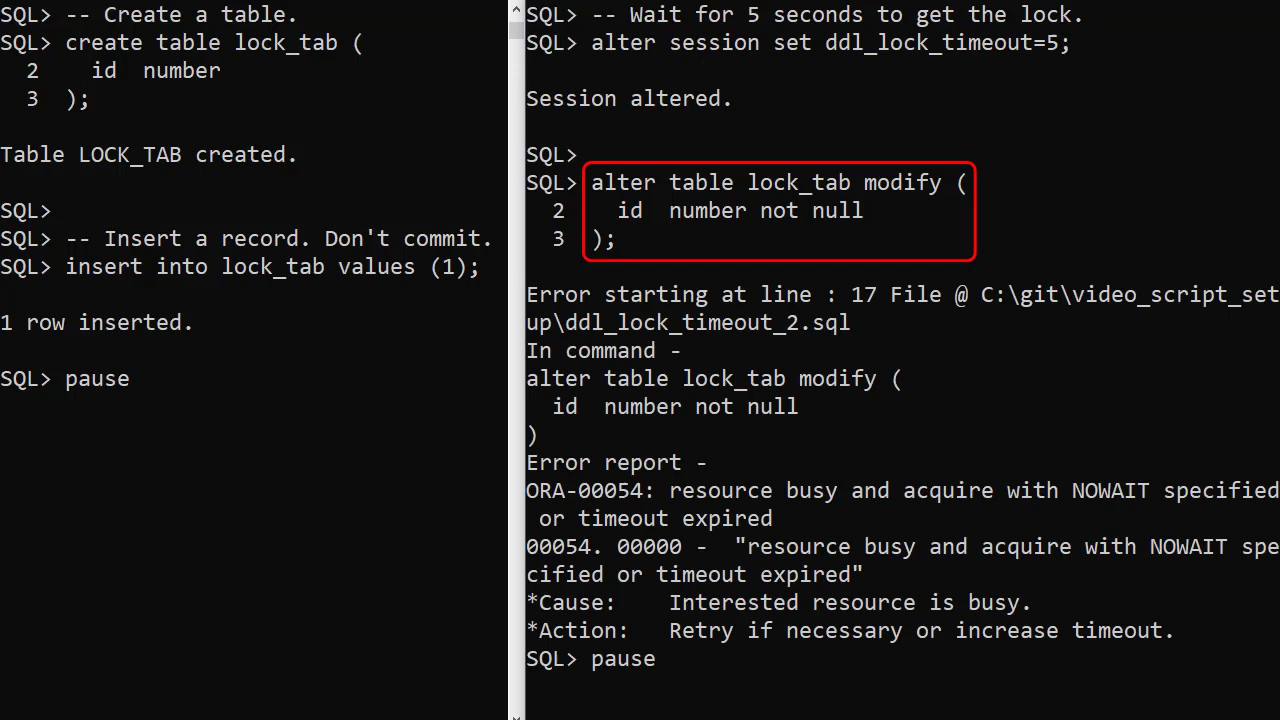 SQL> -- Create a table.
SQL> create table lock_tab (
  2    id  number
  3  );

Table LOCK_TAB created.

SQL>
SQL> -- Insert a record. Don't commit.
SQL> insert into lock_tab values (1);

1 row inserted.

SQL> pause
SQL> -- Wait for 5 seconds to get the lock.
SQL> alter session set ddl_lock_timeout=5;

Session altered.

SQL>
SQL> alter table lock_tab modify (
  2    id  number not null
  3  );

Error starting at line : 17 File @ C:\git\video_script_set
up\ddl_lock_timeout_2.sql
In command -
alter table lock_tab modify (
  id  number not null
)
Error report -
ORA-00054: resource busy and acquire with NOWAIT specified
 or timeout expired
00054. 00000 -  "resource busy and acquire with NOWAIT spe
cified or timeout expired"
*Cause:    Interested resource is busy.
*Action:   Retry if necessary or increase timeout.
SQL> pause